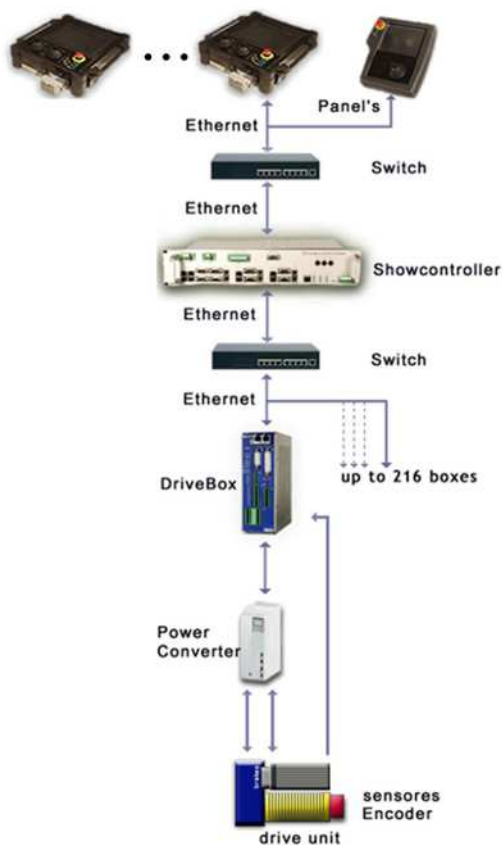 Panel's
Ethernet
Switch
Ethernet
Showcontroller
Ethernet
Switch
Ethernet
DriveBox
up to 216 boxes
Power
Converter
sensores
Encoder
drive unit